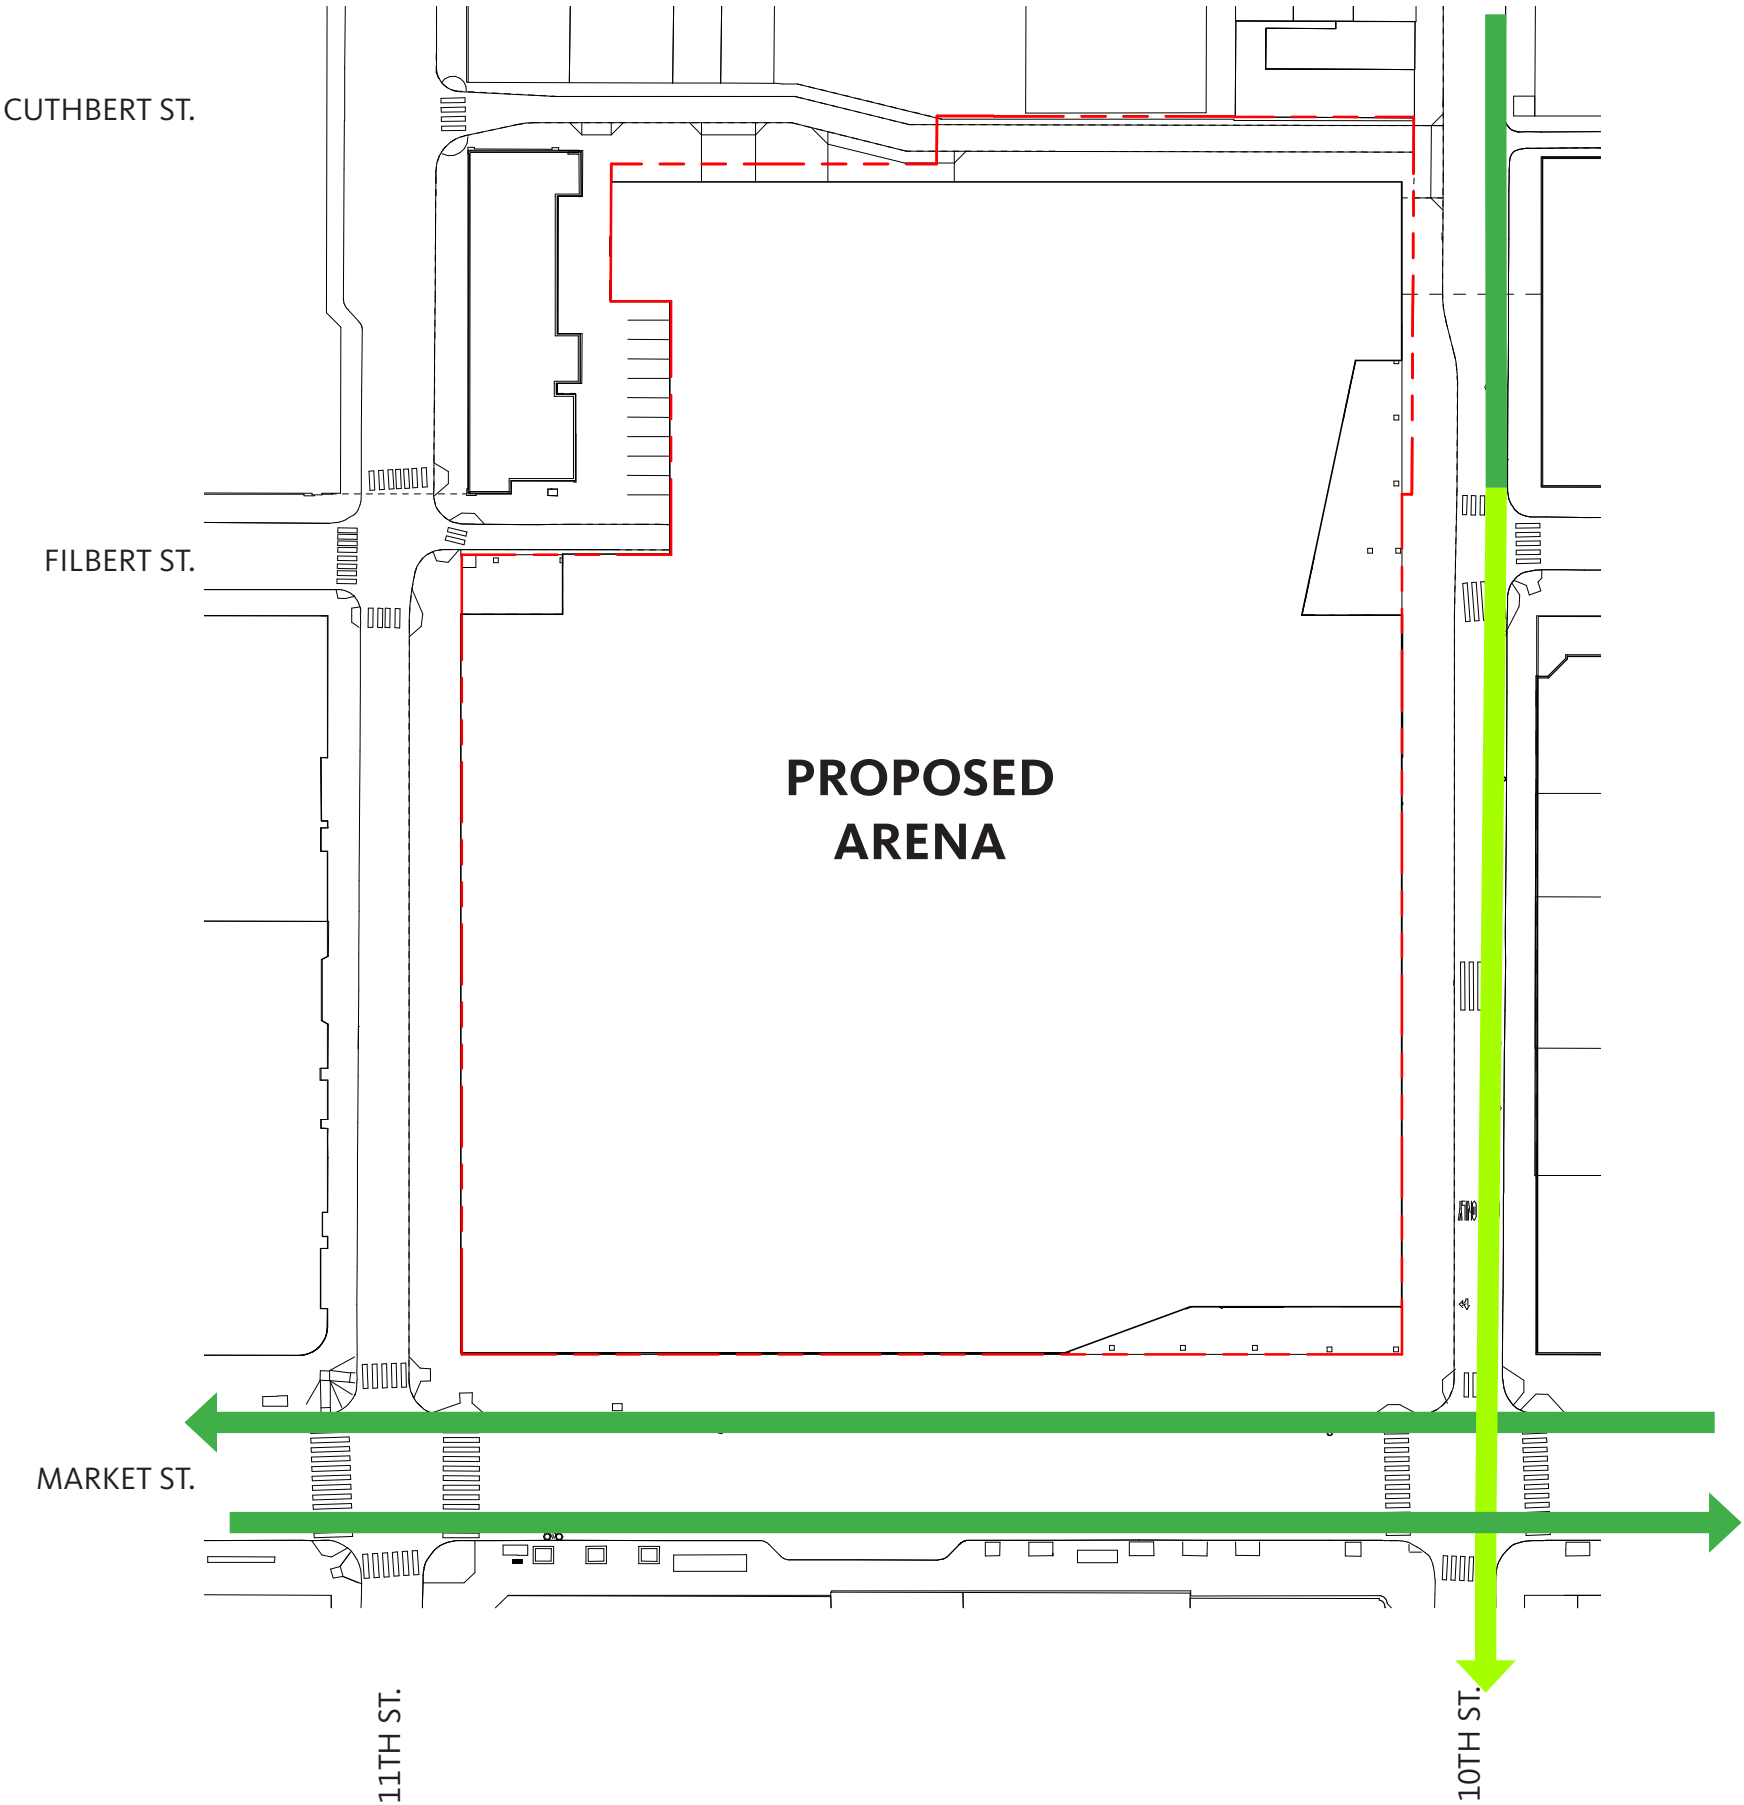 CUTHBERT ST.
FILBERT ST.
PROPOSED
ARENA
MARKET ST.
11TH ST.
10TH ST.